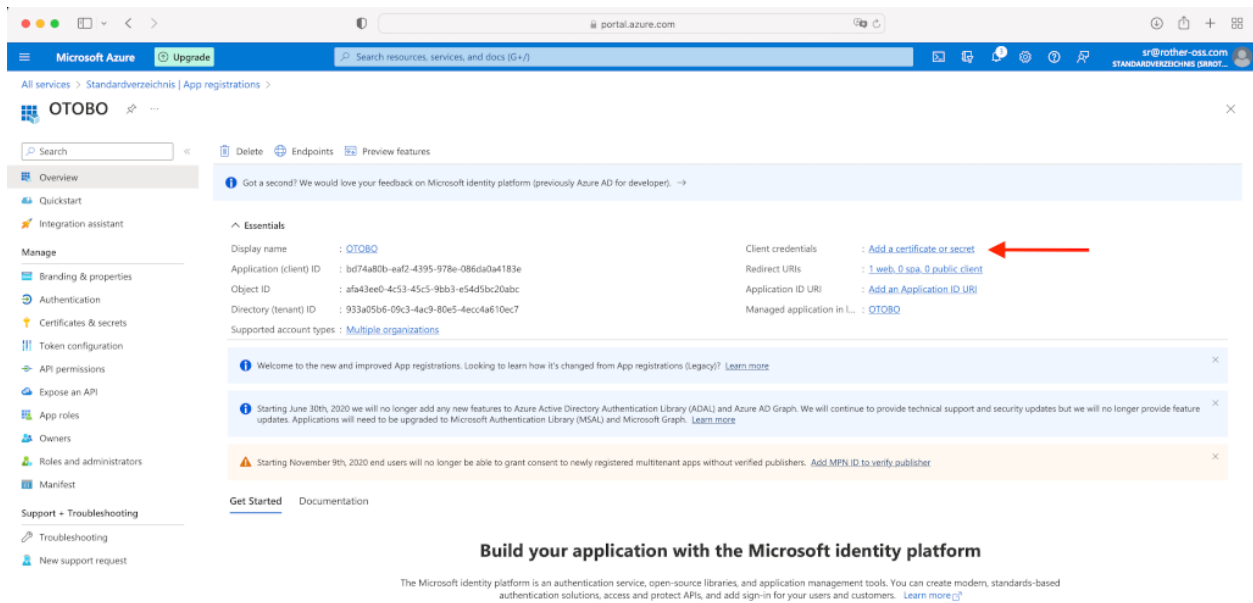 portal.azure.com
Microsoft Azure
Upgrade
Search resources, services, and docs (G+/)
sr@rother-oss.com
STANDARDVERZEICHNIS (SRROT...
All services > Standardverzeichnis | App registrations >
OTOBO
Search
Delete
Endpoints
Preview features
Overview
Quickstart
Integration assistant
Manage
Branding & properties
Authentication
Certificates & secrets
Token configuration
API permissions
Expose an API
App roles
Owners
Roles and administrators
Manifest
Support + Troubleshooting
Troubleshooting
New support request
Got a second? We would love your feedback on Microsoft identity platform (previously Azure AD for developer). →
Essentials
Display name : OTOBO
Application (client) ID : bd74a80b-eaf2-4395-978e-086da0a4183e
Object ID : afa43ee0-4c53-45c5-9bb3-e54d5bc20abc
Directory (tenant) ID : 933a05b6-09c3-4ac9-80e5-4ecc4a610ec7
Supported account types : Multiple organizations
Client credentials : Add a certificate or secret
Redirect URIs : 1 web, 0 spa, 0 public client
Application ID URI : Add an Application ID URI
Managed application in l... : OTOBO
Welcome to the new and improved App registrations. Looking to learn how it's changed from App registrations (Legacy)? Learn more
Starting June 30th, 2020 we will no longer add any new features to Azure Active Directory Authentication Library (ADAL) and Azure AD Graph. We will continue to provide technical support and security updates but we will no longer provide feature
updates. Applications will need to be upgraded to Microsoft Authentication Library (MSAL) and Microsoft Graph. Learn more
Starting November 9th, 2020 end users will no longer be able to grant consent to newly registered multitenant apps without verified publishers. Add MPN ID to verify publisher
Get Started
Documentation
Build your application with the Microsoft identity platform
The Microsoft identity platform is an authentication service, open-source libraries, and application management tools. You can create modern, standards-based
authentication solutions, access and protect APIs, and add sign-in for your users and customers. Learn more